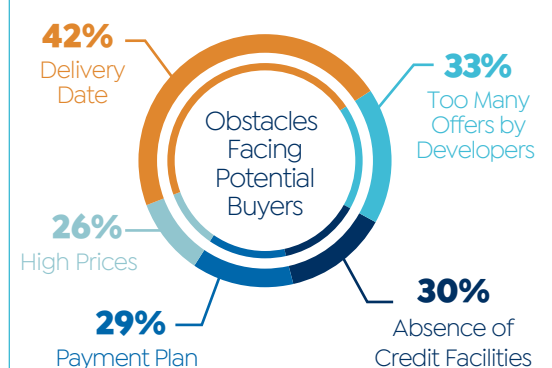 42%
Delivery
Date
33%
Too Many
Offers by
Developers
Obstacles
Facing
Potential
Buyers
26%
High Prices
30%
Absence of
Credit Facilities
29%
Payment Plan